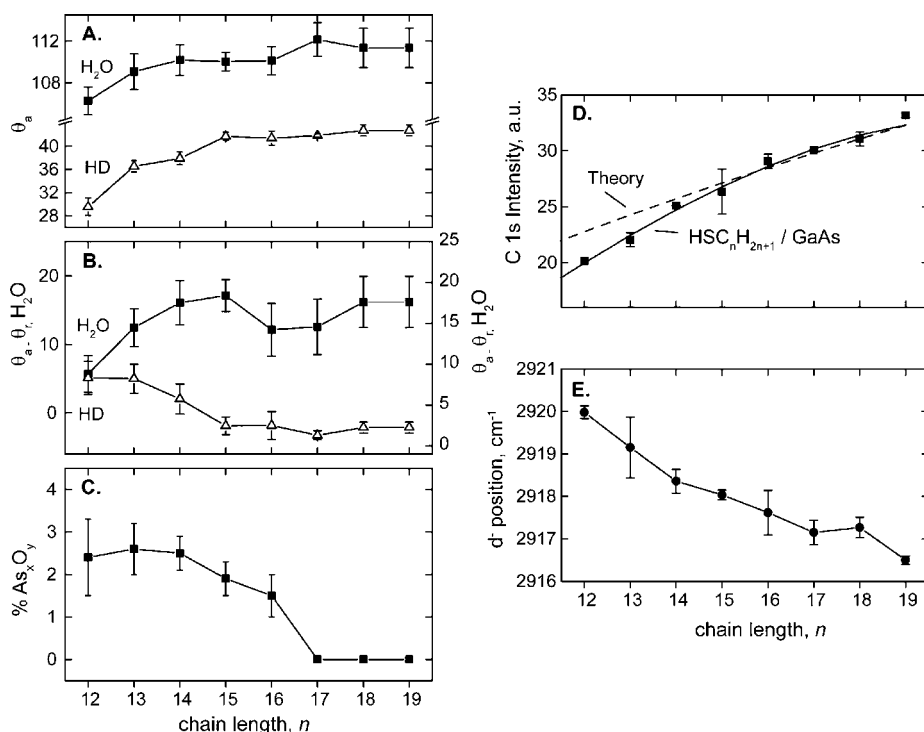 A.
112
108
40
36
32
28
θa
H2O
HD
B.
20
10
0
θa- θr, H2O
25
20
15
10
5
0
θa- θr, H2O
H2O
HD
C.
4
3
2
1
0
% AsxOy
12 13 14 15 16 17 18 19
chain length, n
D.
35
30
25
20
C 1s Intensity, a.u.
Theory
HSCnH2n+1 / GaAs
E.
2921
2920
2919
2918
2917
2916
d- position, cm-1
12 13 14 15 16 17 18 19
chain length, n